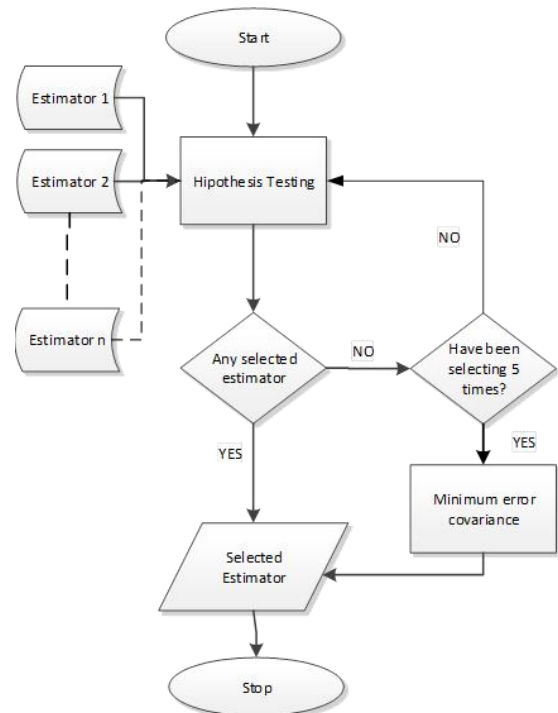 Start
Estimator 1
Estimator 2
Estimator n
Hipothesis Testing
NO
Any selected
estimator
NO
Have been
selecting 5
times?
YES
YES
Minimum error
covariance
Selected
Estimator
Stop